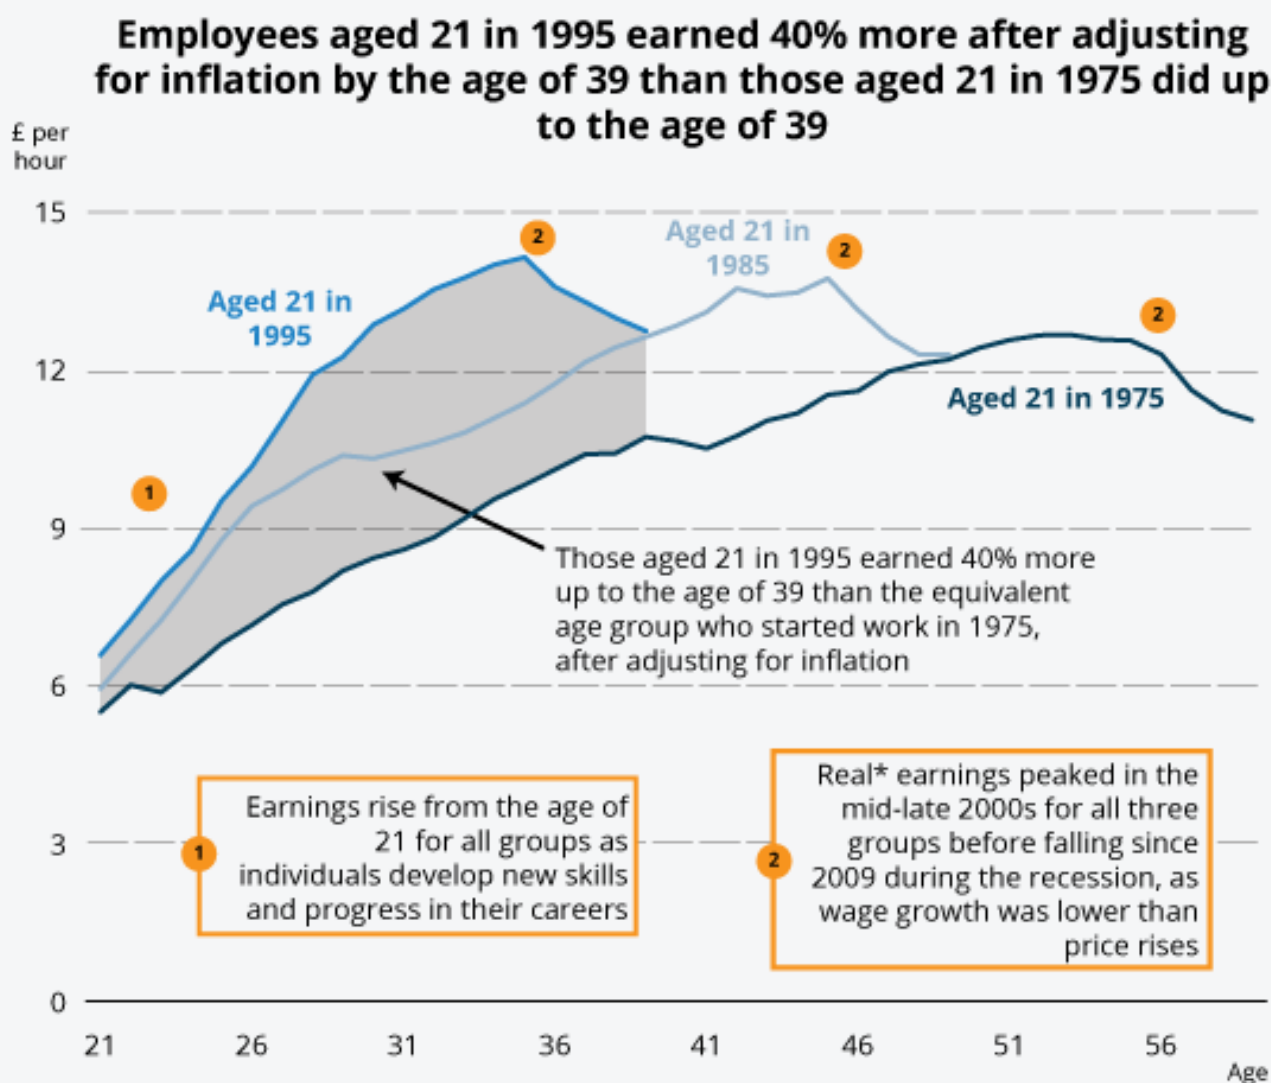 Employees aged 21 in 1995 earned 40% more after adjusting
for inflation by the age of 39 than those aged 21 in 1975 did up
to the age of 39
£ per
hour
15
12
9
6
3
0
Aged 21 in
1995
2
Aged 21 in
1985
2
2
Aged 21 in 1975
1
Those aged 21 in 1995 earned 40% more
up to the age of 39 than the equivalent
age group who started work in 1975,
after adjusting for inflation
1
Earnings rise from the age of
21 for all groups as
individuals develop new skills
and progress in their careers
2
Real* earnings peaked in the
mid-late 2000s for all three
groups before falling since
2009 during the recession, as
wage growth was lower than
price rises
21 26 31 36 41 46 51 56
Age